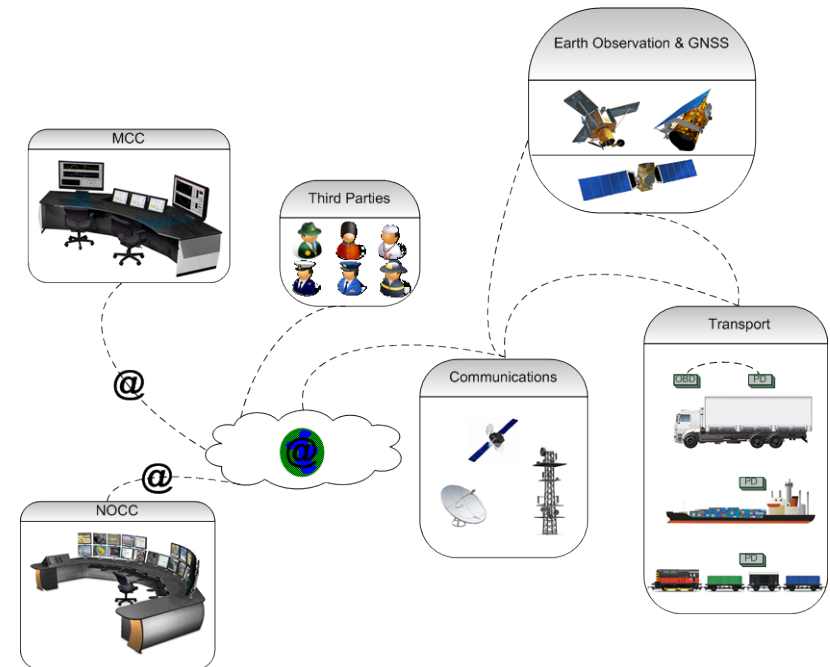 Earth Observation & GNSS
MCC
Third Parties
Transport
OBD
PD
Communications
@
@
@
PD
NOCC
PD